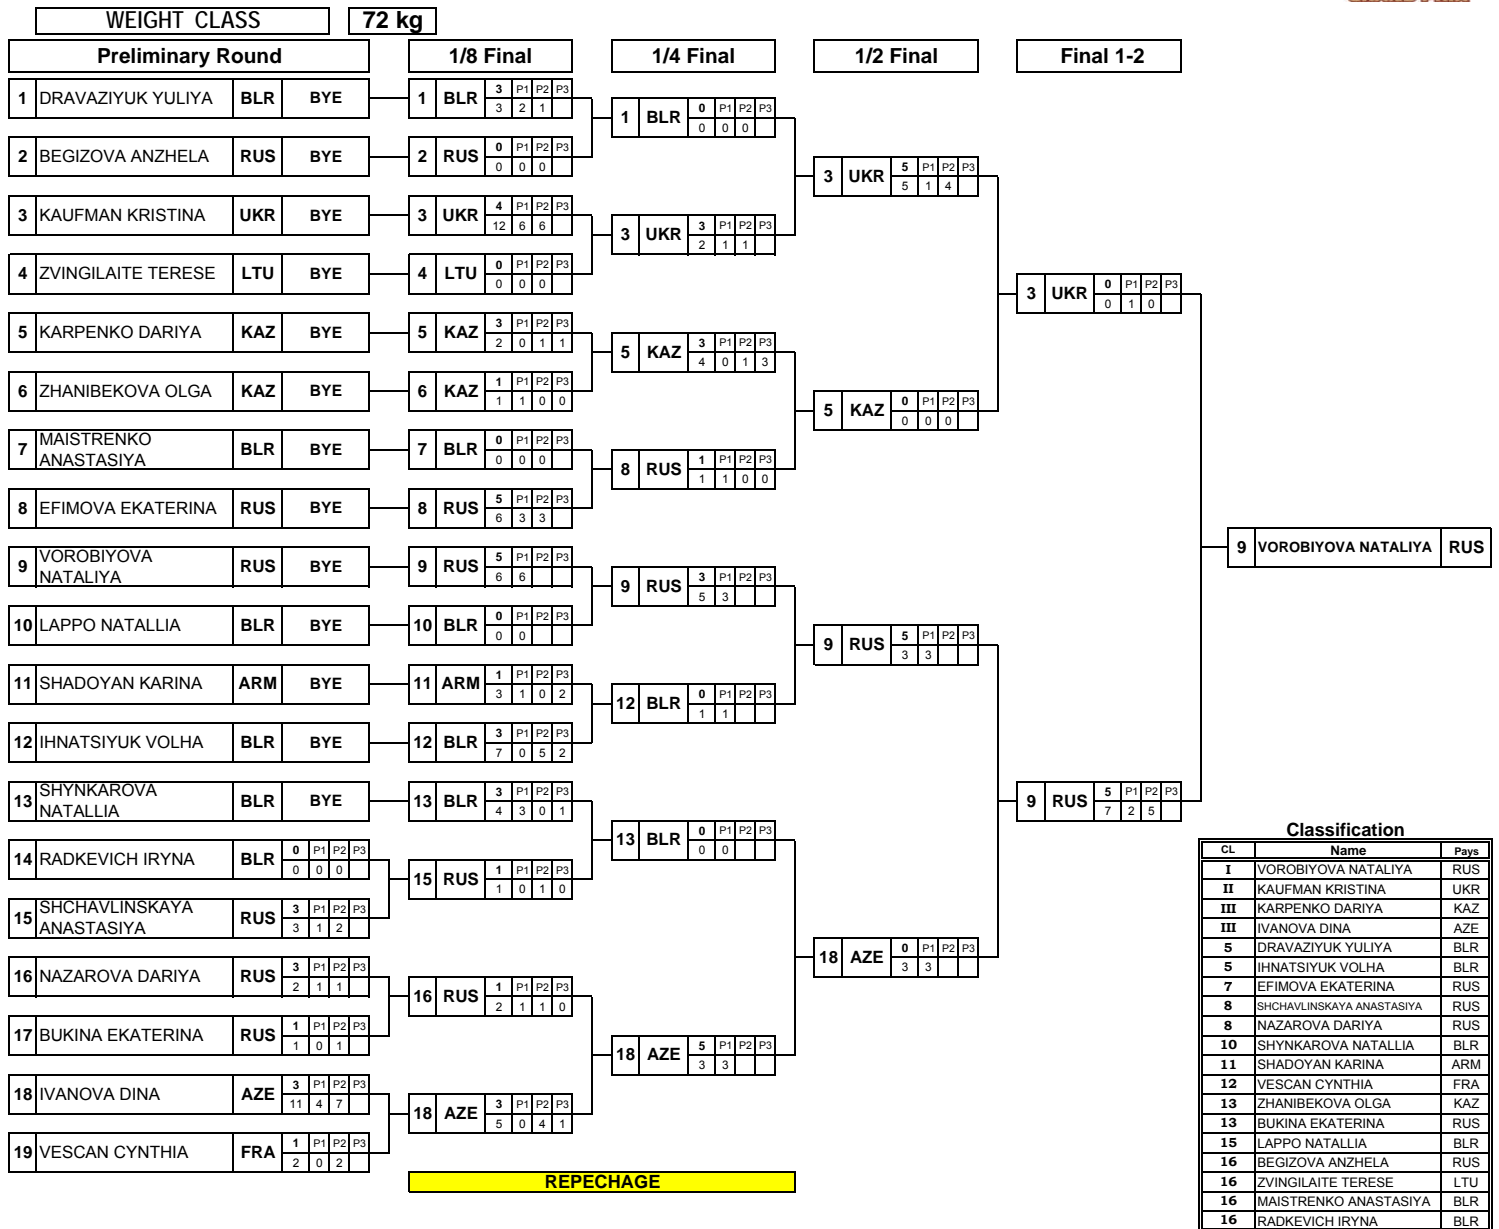 WEIGHT CLASS 72 kg
Preliminary Round 1/8 Final 1/4 Final 1/2 Final Final 1-2
1 DRAVAZIYUK YULIYA BLR BYE
2 BEGIZOVA ANZHELA RUS BYE
3 KAUFMAN KRISTINA UKR BYE
4 ZVINGILAITE TERESE LTU BYE
5 KARPENKO DARIYA KAZ BYE
6 ZHANIBEKOVA OLGA KAZ BYE
7 MAISTRENKO
ANASTASIYA BLR BYE
8 EFIMOVA EKATERINA RUS BYE
9 VOROBIYOVA
NATALIYA RUS BYE
10 LAPPO NATALLIA BLR BYE
11 SHADOYAN KARINA ARM BYE
12 IHNATSIYUK VOLHA BLR BYE
13 SHYNKAROVA
NATALLIA BLR BYE
14 RADKEVICH IRYNA BLR 0 P1 P2 P3
0 0 0
15 SHCHAVLINSKAYA
ANASTASIYA RUS 3 P1 P2 P3
3 1 2
16 NAZAROVA DARIYA RUS 3 P1 P2 P3
2 1 1
17 BUKINA EKATERINA RUS 1 P1 P2 P3
1 0 1
18 IVANOVA DINA AZE 3 P1 P2 P3
11 4 7
19 VESCAN CYNTHIA FRA 1 P1 P2 P3
2 0 2
1 BLR 3 P1 P2 P3
3 2 1
2 RUS 0 P1 P2 P3
0 0 0
3 UKR 4 P1 P2 P3
12 6 6
4 LTU 0 P1 P2 P3
0 0 0
5 KAZ 3 P1 P2 P3
2 0 1 1
6 KAZ 1 P1 P2 P3
1 1 0 0
7 BLR 0 P1 P2 P3
0 0 0
8 RUS 5 P1 P2 P3
6 3 3
9 RUS 5 P1 P2 P3
6 6
10 BLR 0 P1 P2 P3
0 0
11 ARM 1 P1 P2 P3
3 1 0 2
12 BLR 3 P1 P2 P3
7 0 5 2
13 BLR 3 P1 P2 P3
4 3 0 1
15 RUS 1 P1 P2 P3
1 0 1 0
16 RUS 1 P1 P2 P3
2 1 1 0
18 AZE 3 P1 P2 P3
5 0 4 1
1 BLR 0 P1 P2 P3
0 0 0
3 UKR 3 P1 P2 P3
2 1 1
5 KAZ 3 P1 P2 P3
4 0 1 3
8 RUS 1 P1 P2 P3
1 1 0 0
9 RUS 3 P1 P2 P3
5 3
12 BLR 0 P1 P2 P3
1 1
13 BLR 0 P1 P2 P3
0 0
18 AZE 5 P1 P2 P3
3 3
3 UKR 5 P1 P2 P3
5 1 4
5 KAZ 0 P1 P2 P3
0 0 0
9 RUS 5 P1 P2 P3
3 3
18 AZE 0 P1 P2 P3
3 3
3 UKR 0 P1 P2 P3
0 1 0
9 RUS 5 P1 P2 P3
7 2 5
9 VOROBIYOVA NATALIYA RUS
REPECHAGE
Classification
CL Name Pays
I VOROBIYOVA NATALIYA RUS
II KAUFMAN KRISTINA UKR
III KARPENKO DARIYA KAZ
III IVANOVA DINA AZE
5 DRAVAZIYUK YULIYA BLR
5 IHNATSIYUK VOLHA BLR
7 EFIMOVA EKATERINA RUS
8 SHCHAVLINSKAYA ANASTASIYA RUS
8 NAZAROVA DARIYA RUS
10 SHYNKAROVA NATALLIA BLR
11 SHADOYAN KARINA ARM
12 VESCAN CYNTHIA FRA
13 ZHANIBEKOVA OLGA KAZ
13 BUKINA EKATERINA RUS
15 LAPPO NATALLIA BLR
16 BEGIZOVA ANZHELA RUS
16 ZVINGILAITE TERESE LTU
16 MAISTRENKO ANASTASIYA BLR
16 RADKEVICH IRYNA BLR